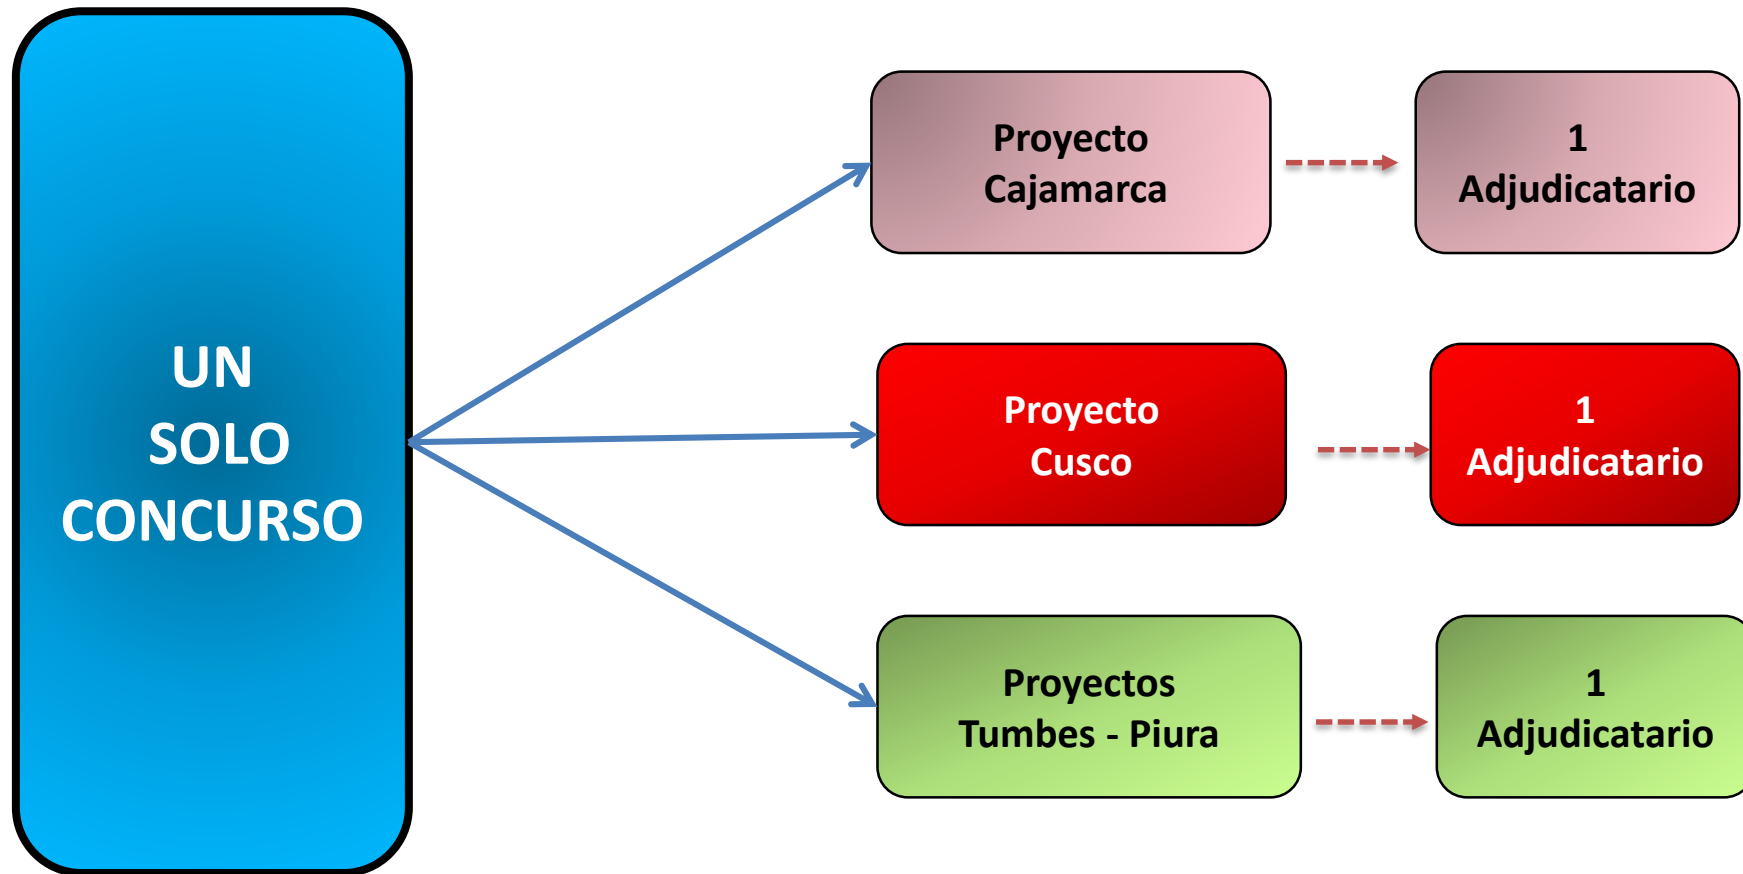 UN
SOLO
CONCURSO
Proyecto
Cajamarca
1
Adjudicatario
Proyecto
Cusco
1
Adjudicatario
Proyectos
Tumbes - Piura
1
Adjudicatario